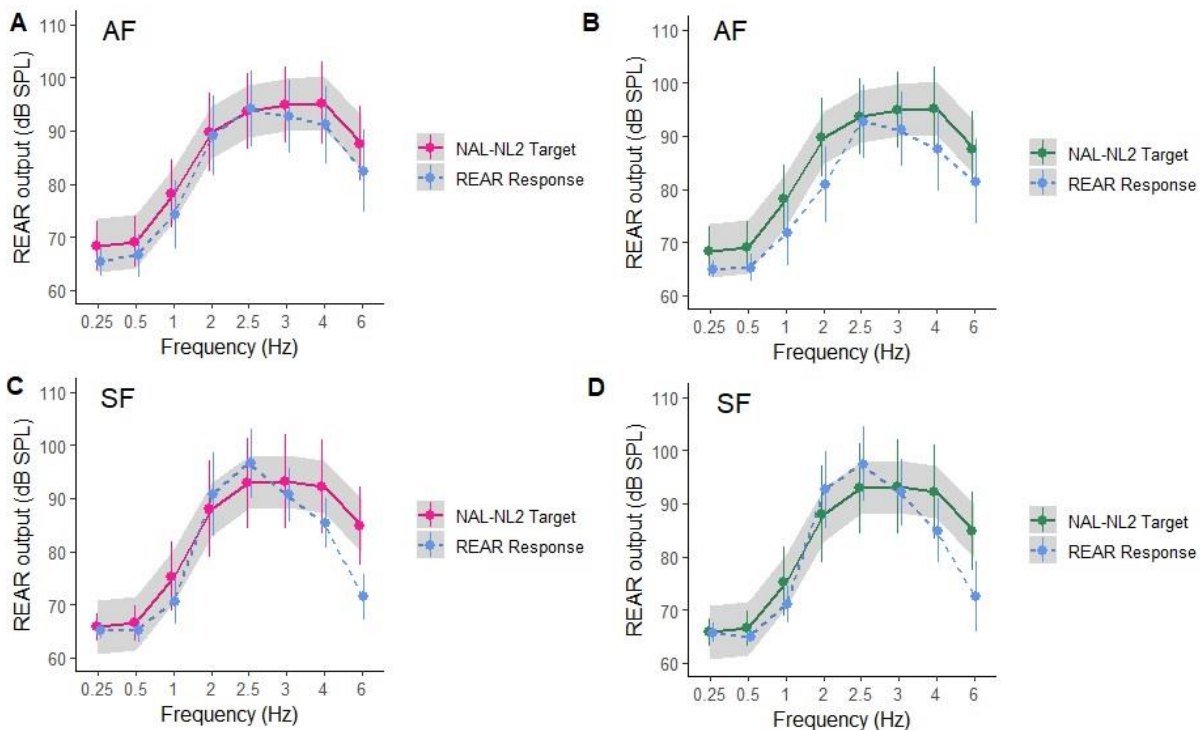 A
AF
REAR output (dB SPL)
110
100
90
80
70
60
0.25 0.5 1 2 2.5 3 4 6
Frequency (Hz)
NAL-NL2 Target
REAR Response
B
AF
REAR output (dB SPL)
110
100
90
80
70
60
0.25 0.5 1 2 2.5 3 4 6
Frequency (Hz)
NAL-NL2 Target
REAR Response
C
SF
REAR output (dB SPL)
110
100
90
80
70
60
0.25 0.5 1 2 2.5 3 4 6
Frequency (Hz)
NAL-NL2 Target
REAR Response
D
SF
REAR output (dB SPL)
110
100
90
80
70
60
0.25 0.5 1 2 2.5 3 4 6
Frequency (Hz)
NAL-NL2 Target
REAR Response